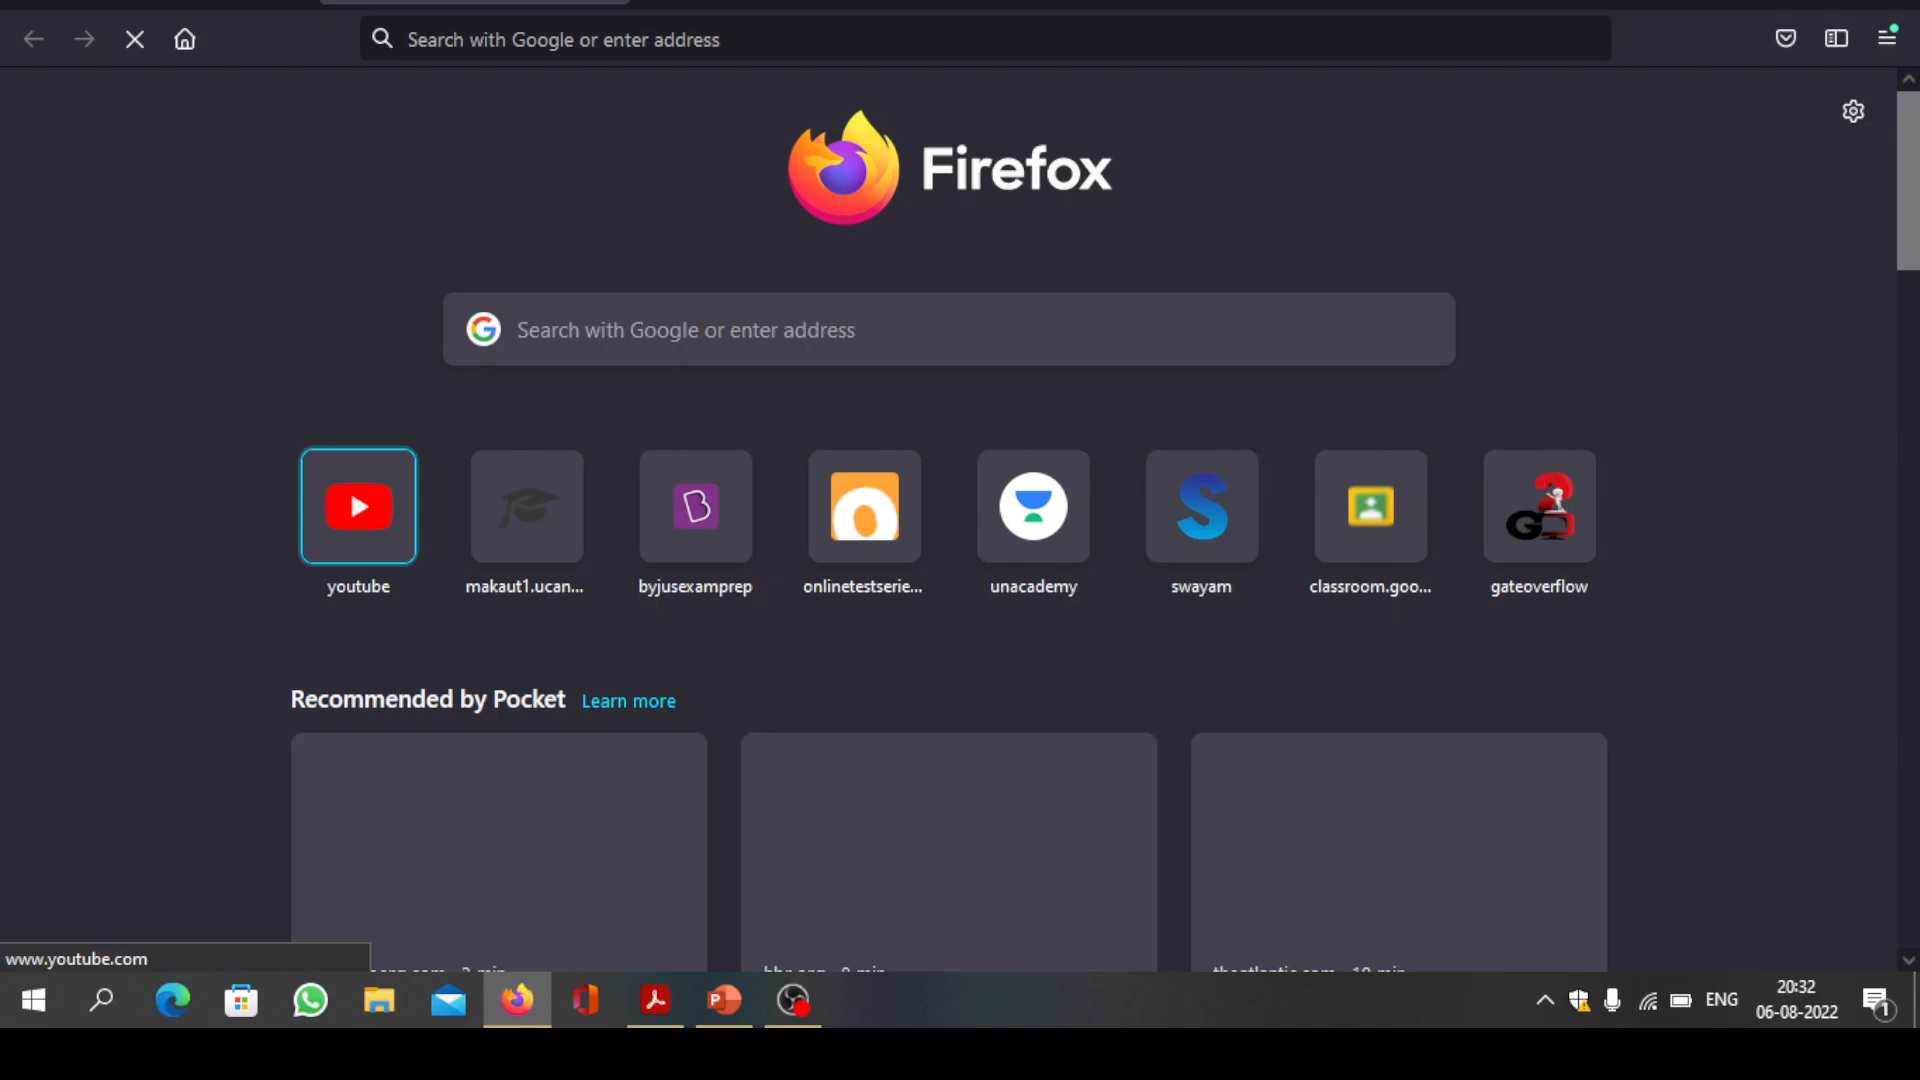 Search with Google or enter address
Firefox
Search with Google or enter address
youtube
makaut1.ucan...
byjusexamprep
onlinetestserie...
unacademy
swayam
classroom.goo...
gateoverflow
Recommended by Pocket Learn more
www.youtube.com
ENG
20:32
06-08-2022
1